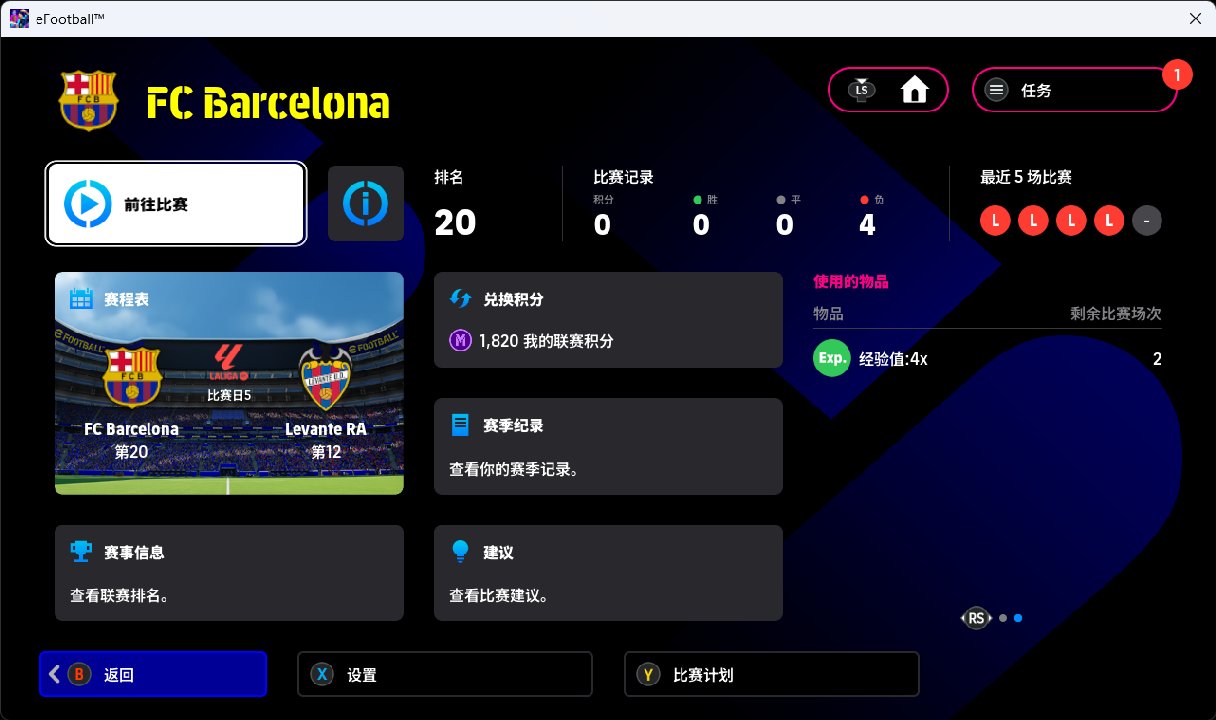 eFootball™
FC Barcelona
LS
任务
1
前往比赛
排名
20
比赛记录
积分
0
胜
0
平
0
负
4
最近 5 场比赛
L L L L -
赛程表
LALIGA
比赛日5
FC Barcelona
第20
Levante RA
第12
兑换积分
M 1,820 我的联赛积分
赛季纪录
查看你的赛季记录。
赛事信息
查看联赛排名。
建议
查看比赛建议。
使用的物品
物品 剩余比赛场次
Exp. 经验值:4x 2
RS
B 返回
X 设置
Y 比赛计划